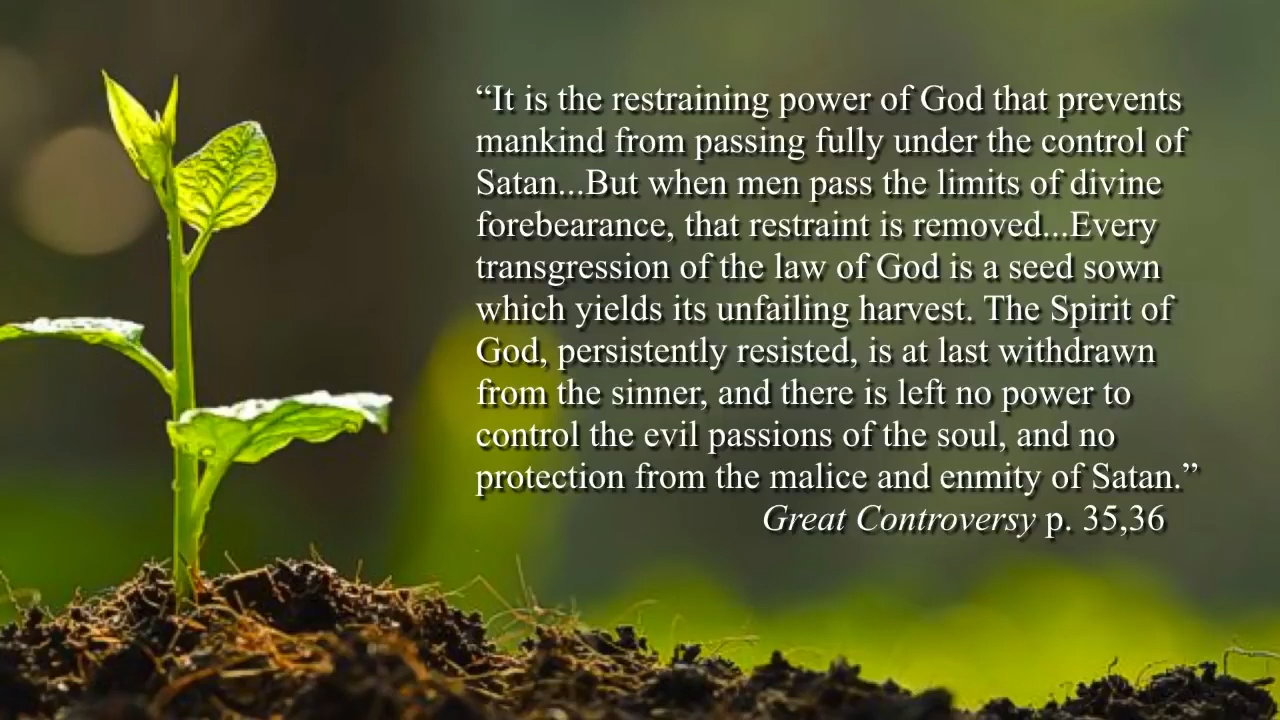 “It is the restraining power of God that prevents
mankind from passing fully under the control of
Satan...But when men pass the limits of divine
forebearance, that restraint is removed...Every
transgression of the law of God is a seed sown
which yields its unfailing harvest. The Spirit of
God, persistently resisted, is at last withdrawn
from the sinner, and there is left no power to
control the evil passions of the soul, and no
protection from the malice and enmity of Satan.”
Great Controversy p. 35,36